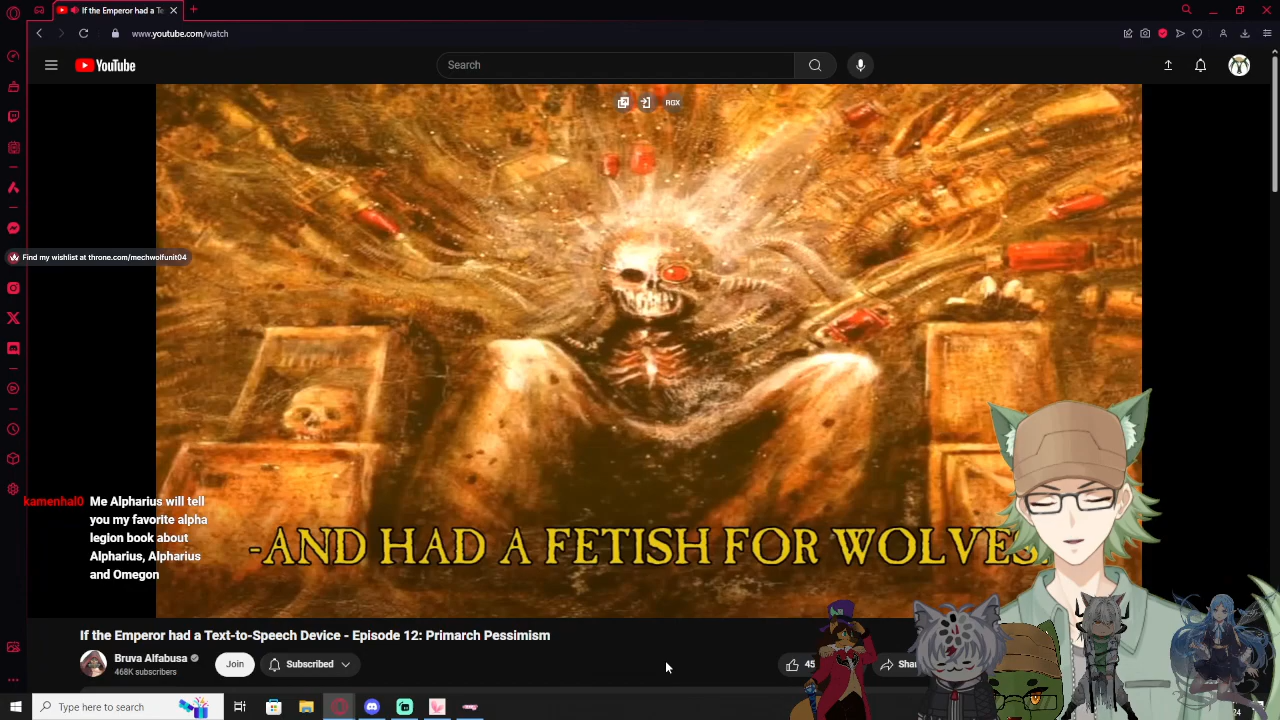 If the Emperor had a Te
www.youtube.com/watch
YouTube
Search
RGX
Find my wishlist at throne.com/mechwolfunit04
kamenhal0 Me Alpharius will tell
you my favorite alpha
legion book about
Alpharius, Alpharius
and Omegon
-AND HAD A FETISH FOR WOLVES.
If the Emperor had a Text-to-Speech Device - Episode 12: Primarch Pessimism
Bruva Alfabusa
468K subscribers
Join
Subscribed
45
Shar
Type here to search
24